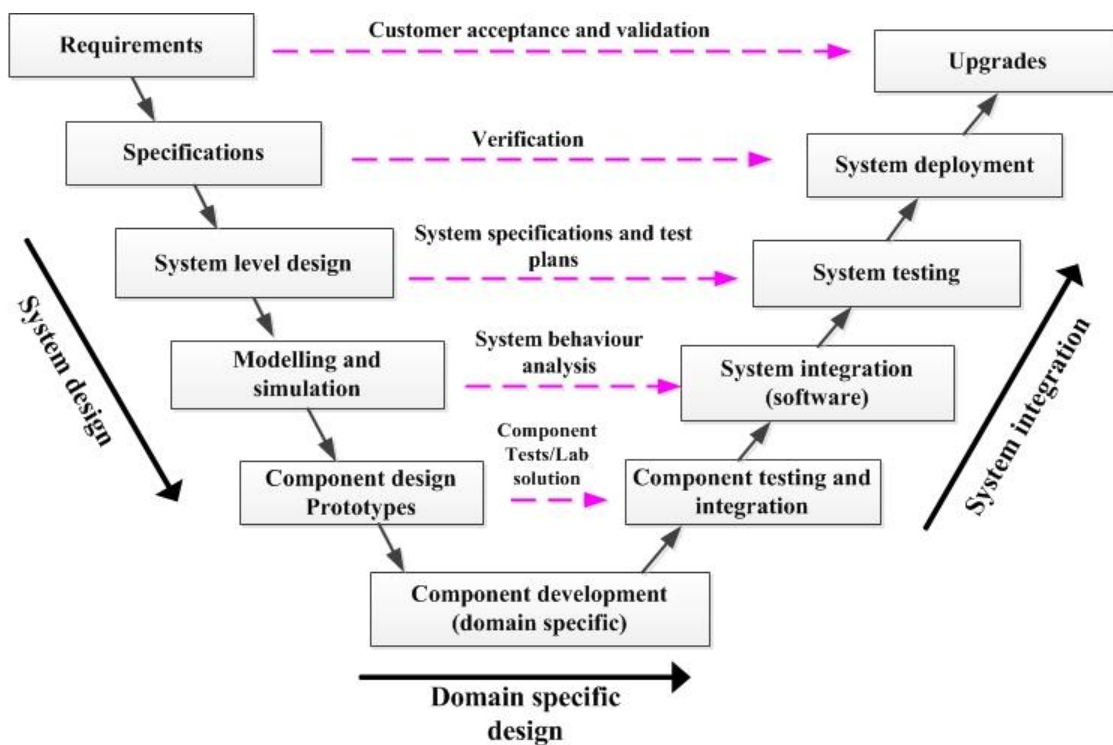 Requirements
Customer acceptance and validation
Upgrades
Specifications
Verification
System deployment
System level design
System specifications and test
plans
System testing
System design
Modelling and
simulation
System behaviour
analysis
System integration
(software)
System integration
Component design
Prototypes
Component
Tests/Lab
solution
Component testing and
integration
Component development
(domain specific)
Domain specific
design